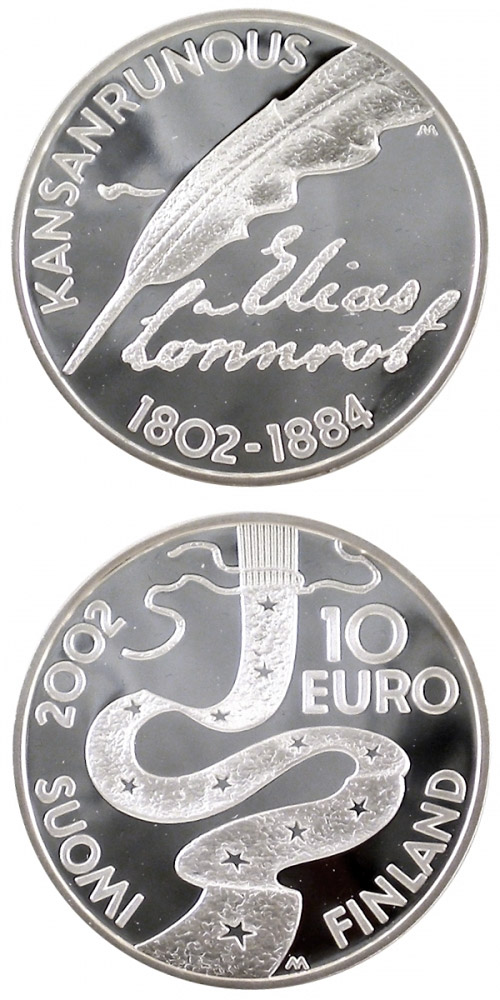 KANSANRUNOUS
M
Elias
Lönnrot
1802-1884
2002
10
EURO
SUOMI
FINLAND
M